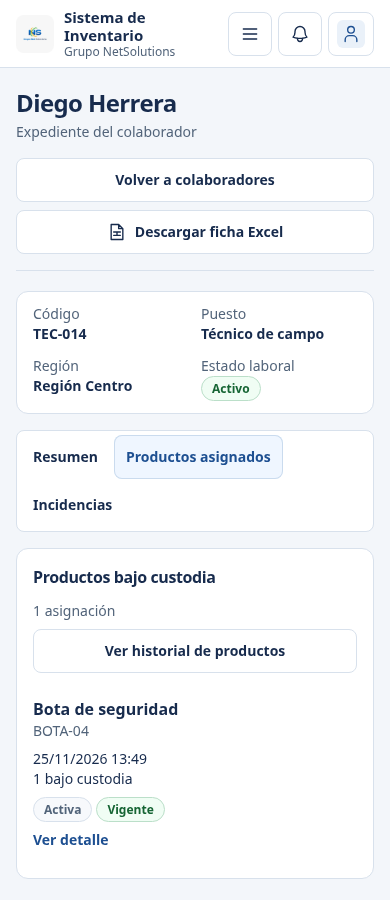 Sistema de
Inventario
Grupo NetSolutions
Diego Herrera
Expediente del colaborador
Volver a colaboradores
Descargar ficha Excel
Código
TEC-014
Puesto
Técnico de campo
Región
Región Centro
Estado laboral
Activo
Resumen
Productos asignados
Incidencias
Productos bajo custodia
1 asignación
Ver historial de productos
Bota de seguridad
BOTA-04
25/11/2026 13:49
1 bajo custodia
Activa
Vigente
Ver detalle